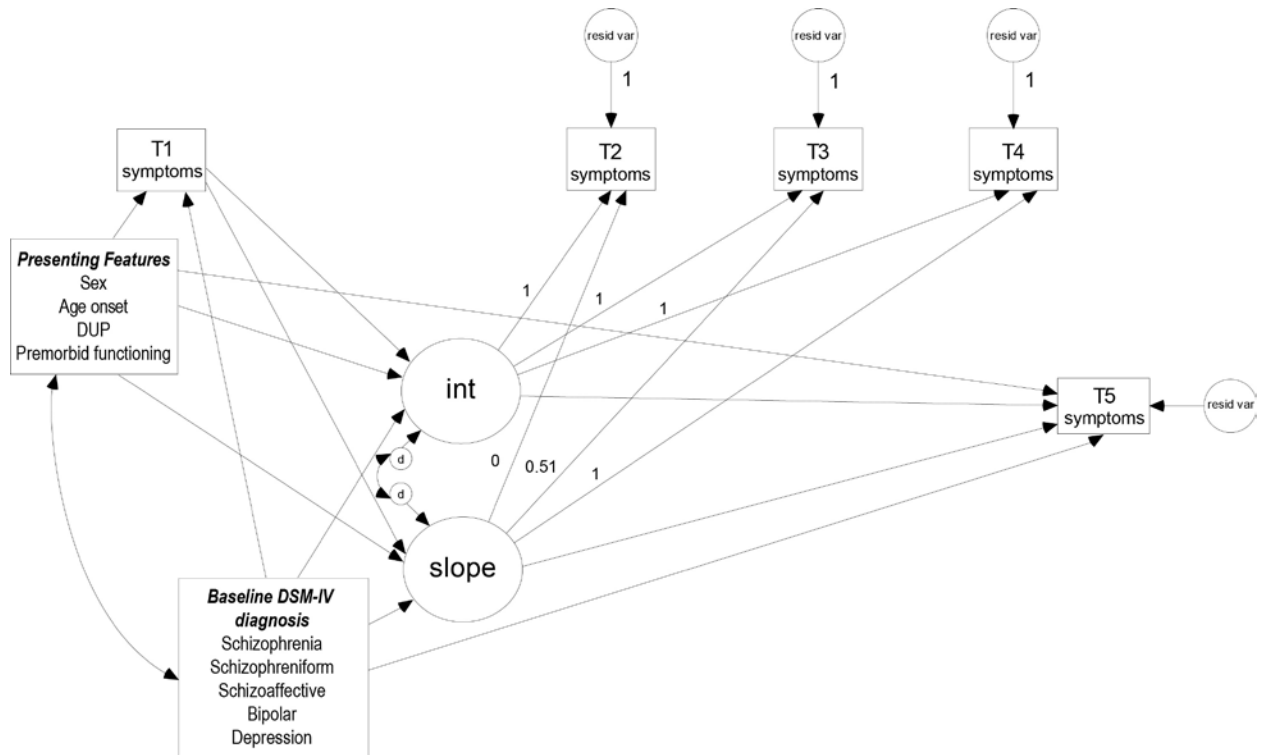 resid var
resid var
resid var
1
1
1
T1
symptoms
T2
symptoms
T3
symptoms
T4
symptoms
Presenting Features
Sex
Age onset
DUP
Premorbid functioning
1
1
1
int
T5
symptoms
resid var
d
d
0
0.51
1
slope
Baseline DSM-IV
diagnosis
Schizophrenia
Schizophreniform
Schizoaffective
Bipolar
Depression